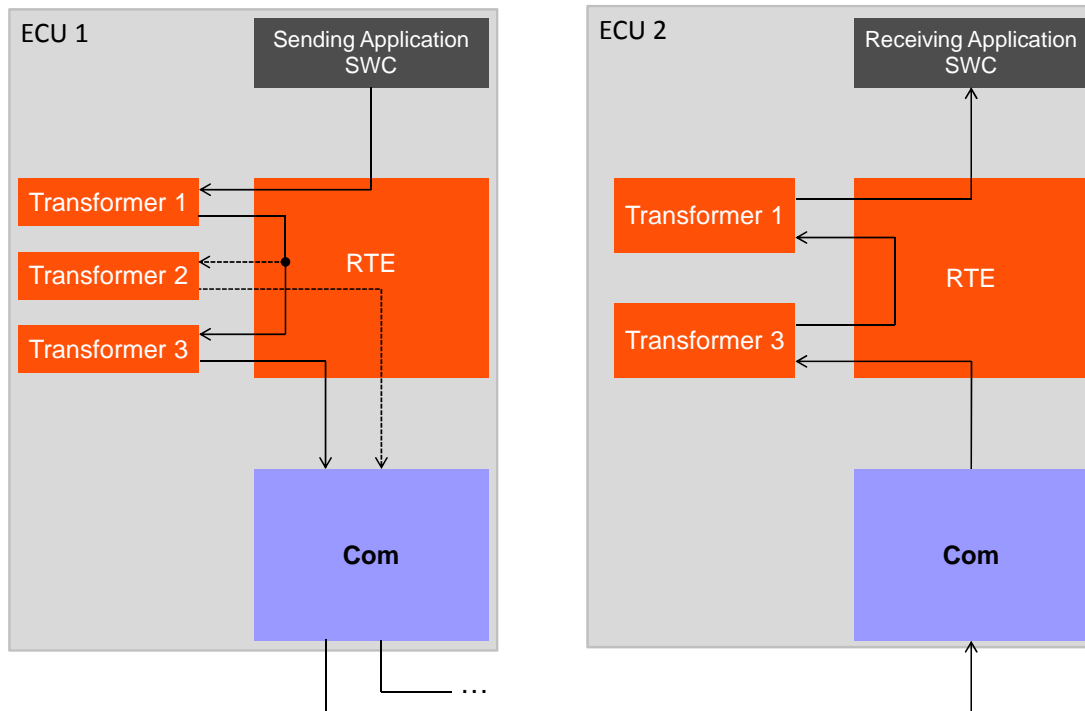 ECU 1
Sending Application
SWC
Transformer 1
Transformer 2
Transformer 3
RTE
Com
...
ECU 2
Receiving Application
SWC
Transformer 1
Transformer 3
RTE
Com